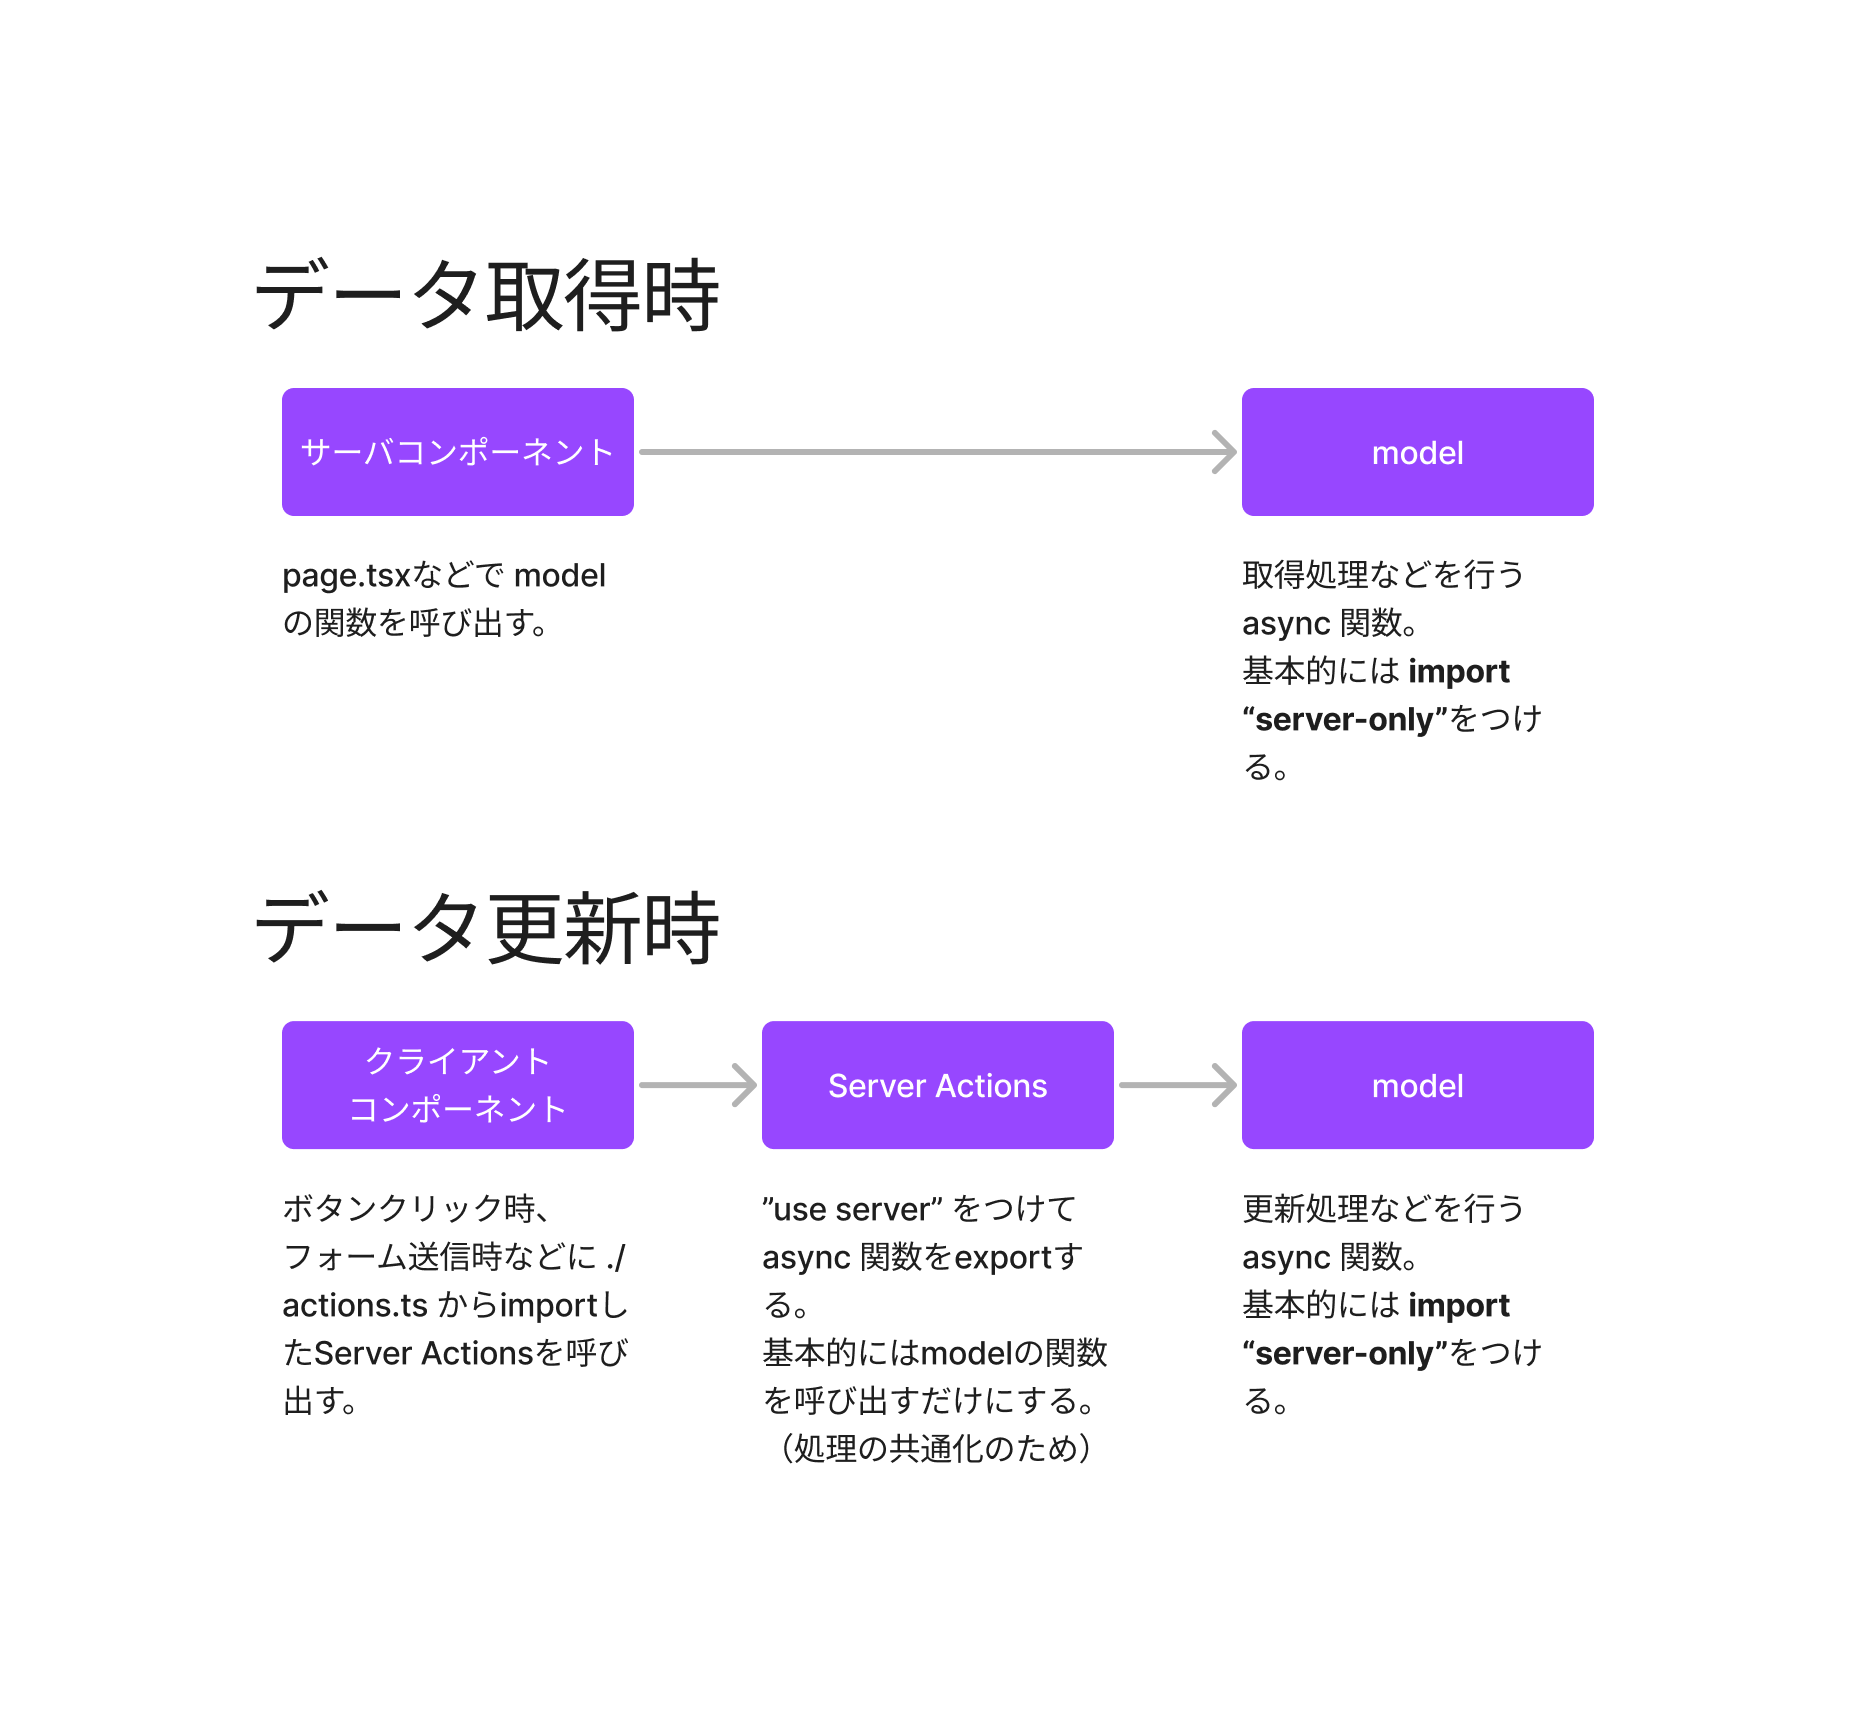 データ取得時
サーバコンポーネント
model
page.tsxなどで model
の関数を呼び出す。
取得処理などを行う
async 関数。
基本的には import
“server-only”をつけ
る。
データ更新時
クライアント
コンポーネント
Server Actions
model
ボタンクリック時、
フォーム送信時などに ./
actions.ts からimportし
たServer Actionsを呼び
出す。
”use server” をつけて
async 関数をexportす
る。
基本的にはmodelの関数
を呼び出すだけにする。
（処理の共通化のため）
更新処理などを行う
async 関数。
基本的には import
“server-only”をつけ
る。